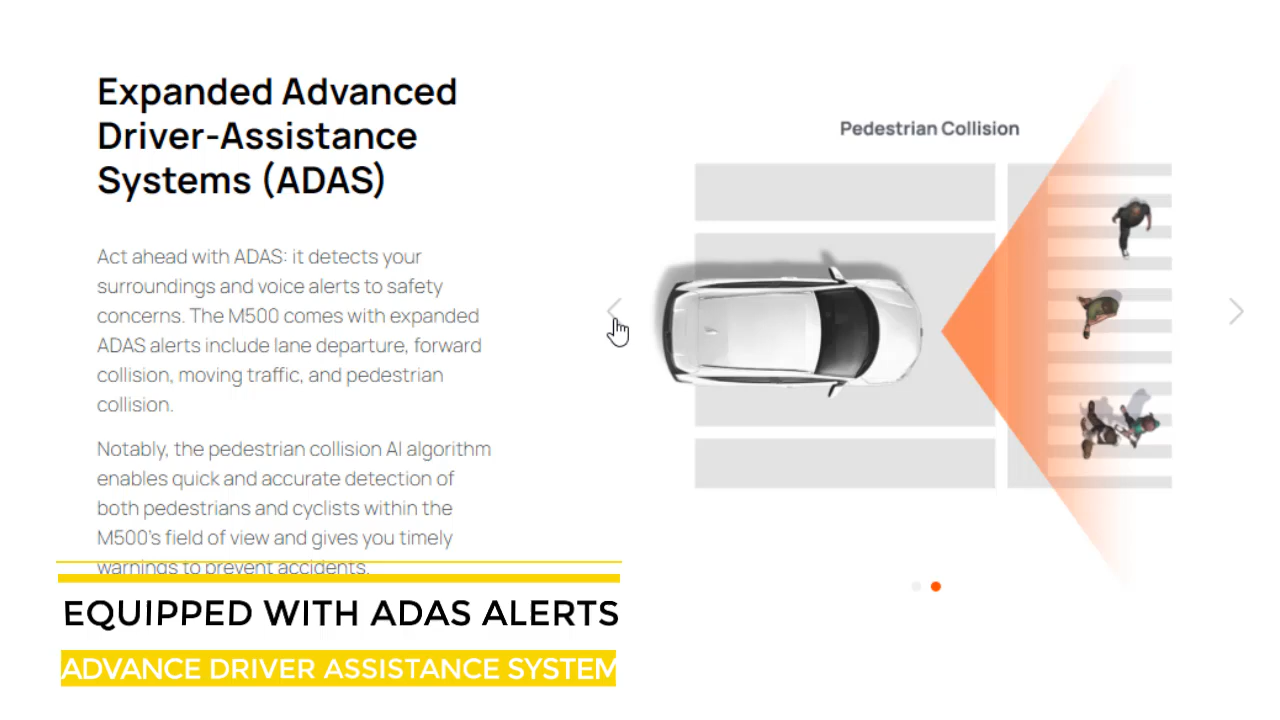 Expanded Advanced
Driver-Assistance
Systems (ADAS)
Act ahead with ADAS: it detects your
surroundings and voice alerts to safety
concerns. The M500 comes with expanded
ADAS alerts include lane departure, forward
collision, moving traffic, and pedestrian
collision.
Notably, the pedestrian collision AI algorithm
enables quick and accurate detection of
both pedestrians and cyclists within the
M500's field of view and gives you timely
warnings to prevent accidents.
Pedestrian Collision
EQUIPPED WITH ADAS ALERTS
ADVANCE DRIVER ASSISTANCE SYSTEM